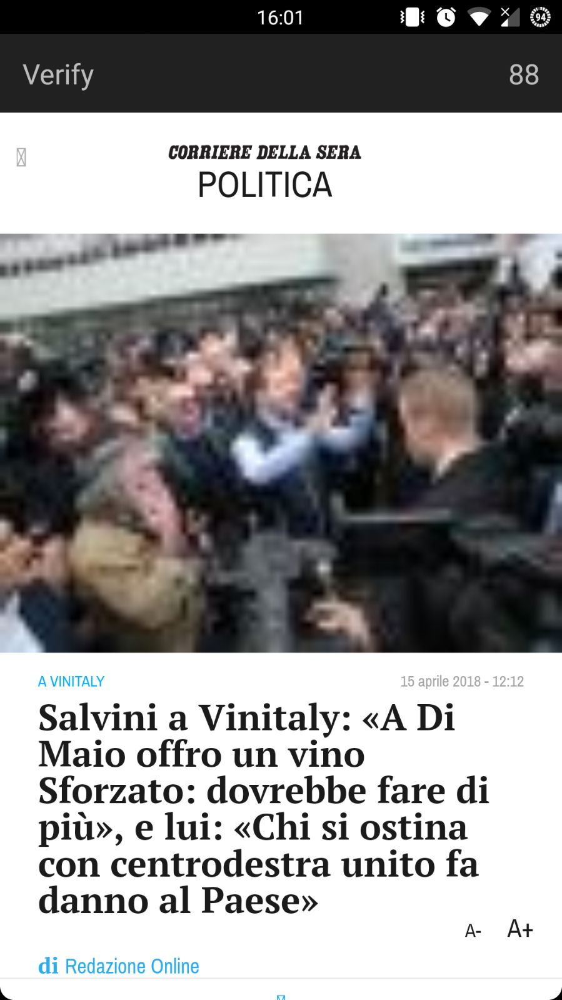 16:01
94
Verify
88
CORRIERE DELLA SERA
POLITICA
A VINITALY
15 aprile 2018 - 12:12
Salvini a Vinitaly: «A Di
Maio offro un vino
Sforzato: dovrebbe fare di
più», e lui: «Chi si ostina
con centrodestra unito fa
danno al Paese»
A- A+
di Redazione Online